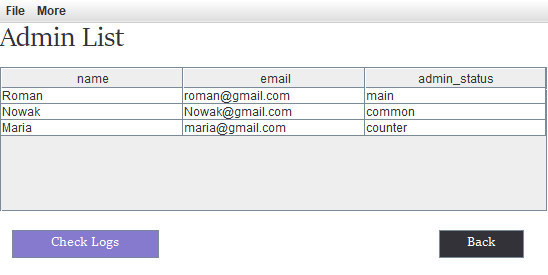 File More
Admin List
name email admin_status
Roman roman@gmail.com main
Nowak Nowak@gmail.com common
Maria maria@gmail.com counter
Check Logs Back